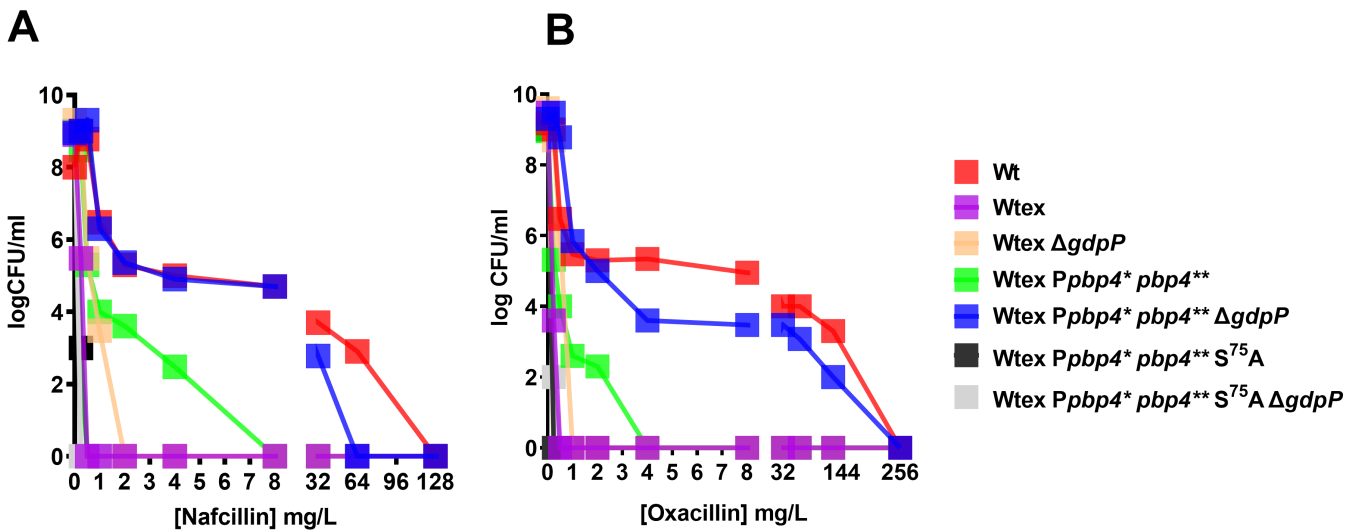 A
B
logCFU/ml
10
8
6
4
2
0
0 1 2 3 4 5 6 7 8 32 64 96 128
[Nafcillin] mg/L
log CFU/ml
10
8
6
4
2
0
0 1 2 3 4 5 6 7 8 32 144 256
[Oxacillin] mg/L
Wt
Wtex
Wtex ΔgdpP
Wtex Ppbp4* pbp4**
Wtex Ppbp4* pbp4** ΔgdpP
Wtex Ppbp4* pbp4** S⁷⁵A
Wtex Ppbp4* pbp4** S⁷⁵A ΔgdpP